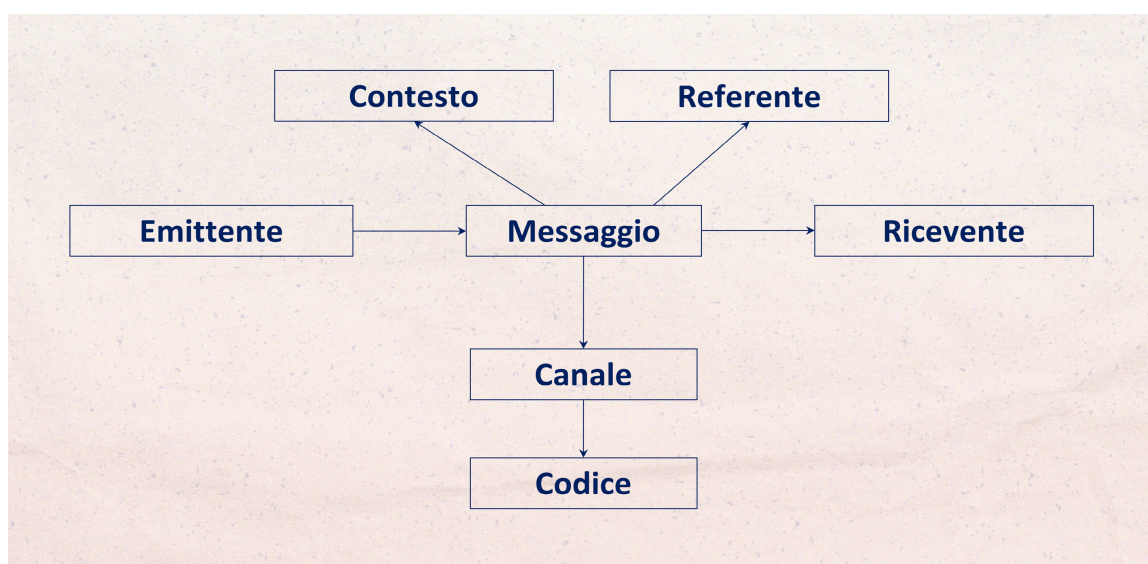 Contesto
Referente
Emittente
Messaggio
Ricevente
Canale
Codice